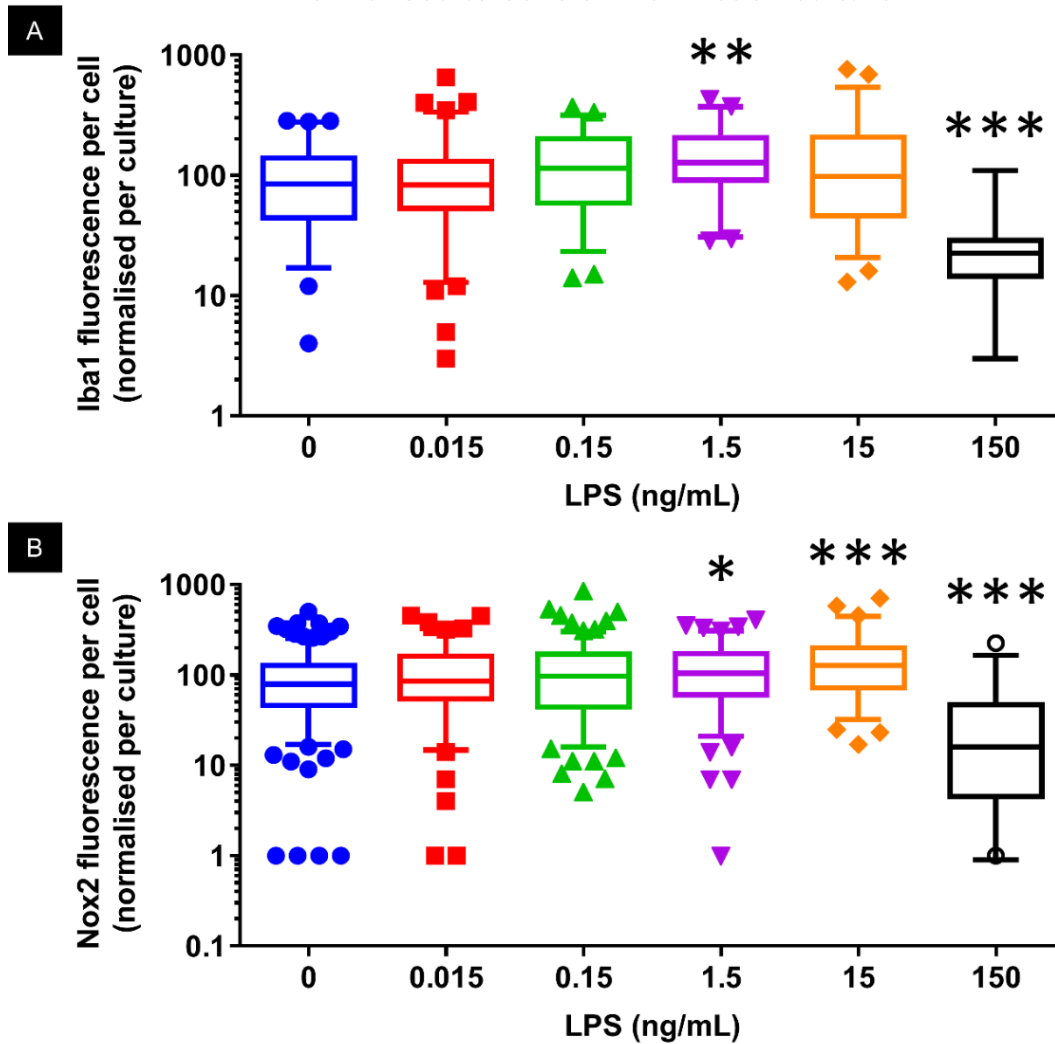 A
Iba1 fluorescence per cell
(normalised per culture)
1000
100
10
1
**
***
0 0.015 0.15 1.5 15 150
LPS (ng/mL)
B
Nox2 fluorescence per cell
(normalised per culture)
1000
100
10
1
0.1
*
***
***
0 0.015 0.15 1.5 15 150
LPS (ng/mL)